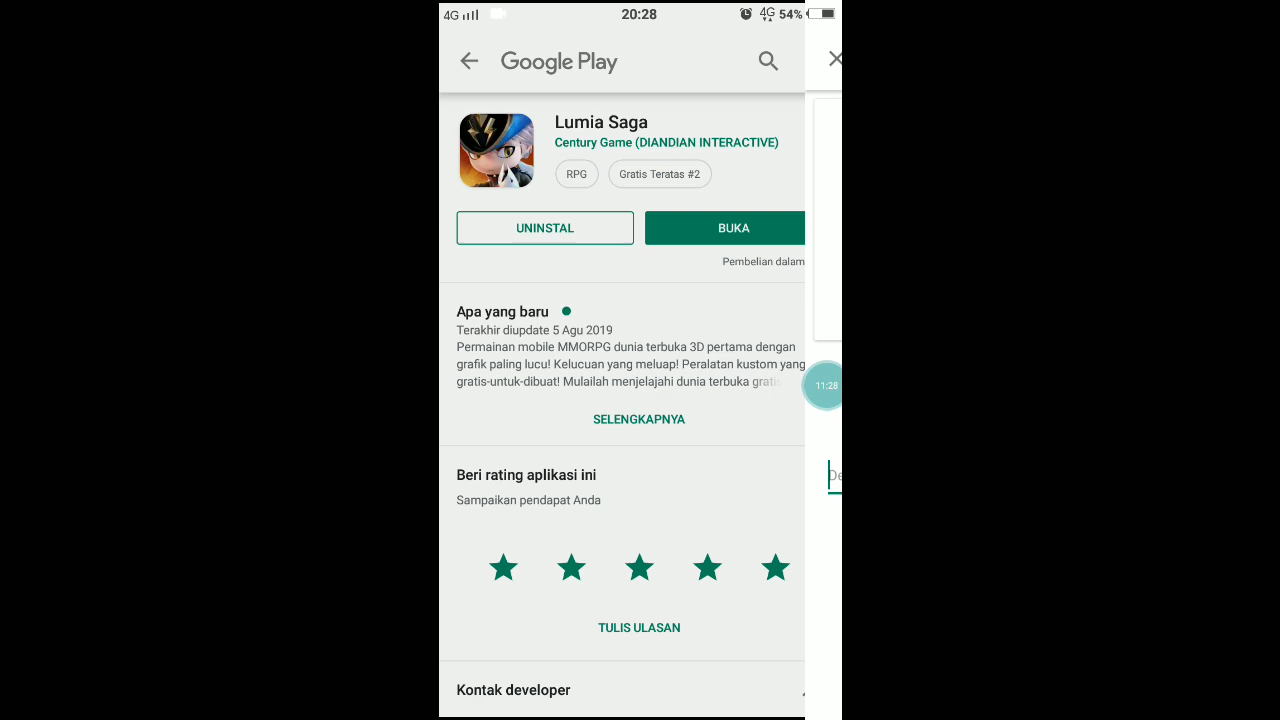 4G 20:28 4G 54%
Google Play
Lumia Saga
Century Game (DIANDIAN INTERACTIVE)
RPG Gratis Teratas #2
UNINSTAL BUKA
Pembelian dalam
Apa yang baru
Terakhir diupdate 5 Agu 2019
Permainan mobile MMORPG dunia terbuka 3D pertama dengan
grafik paling lucu! Kelucuan yang meluap! Peralatan kustom yang
gratis-untuk-dibuat! Mulailah menjelajahi dunia terbuka gratis
11:28
SELENGKAPNYA
Beri rating aplikasi ini
De
Sampaikan pendapat Anda
TULIS ULASAN
Kontak developer